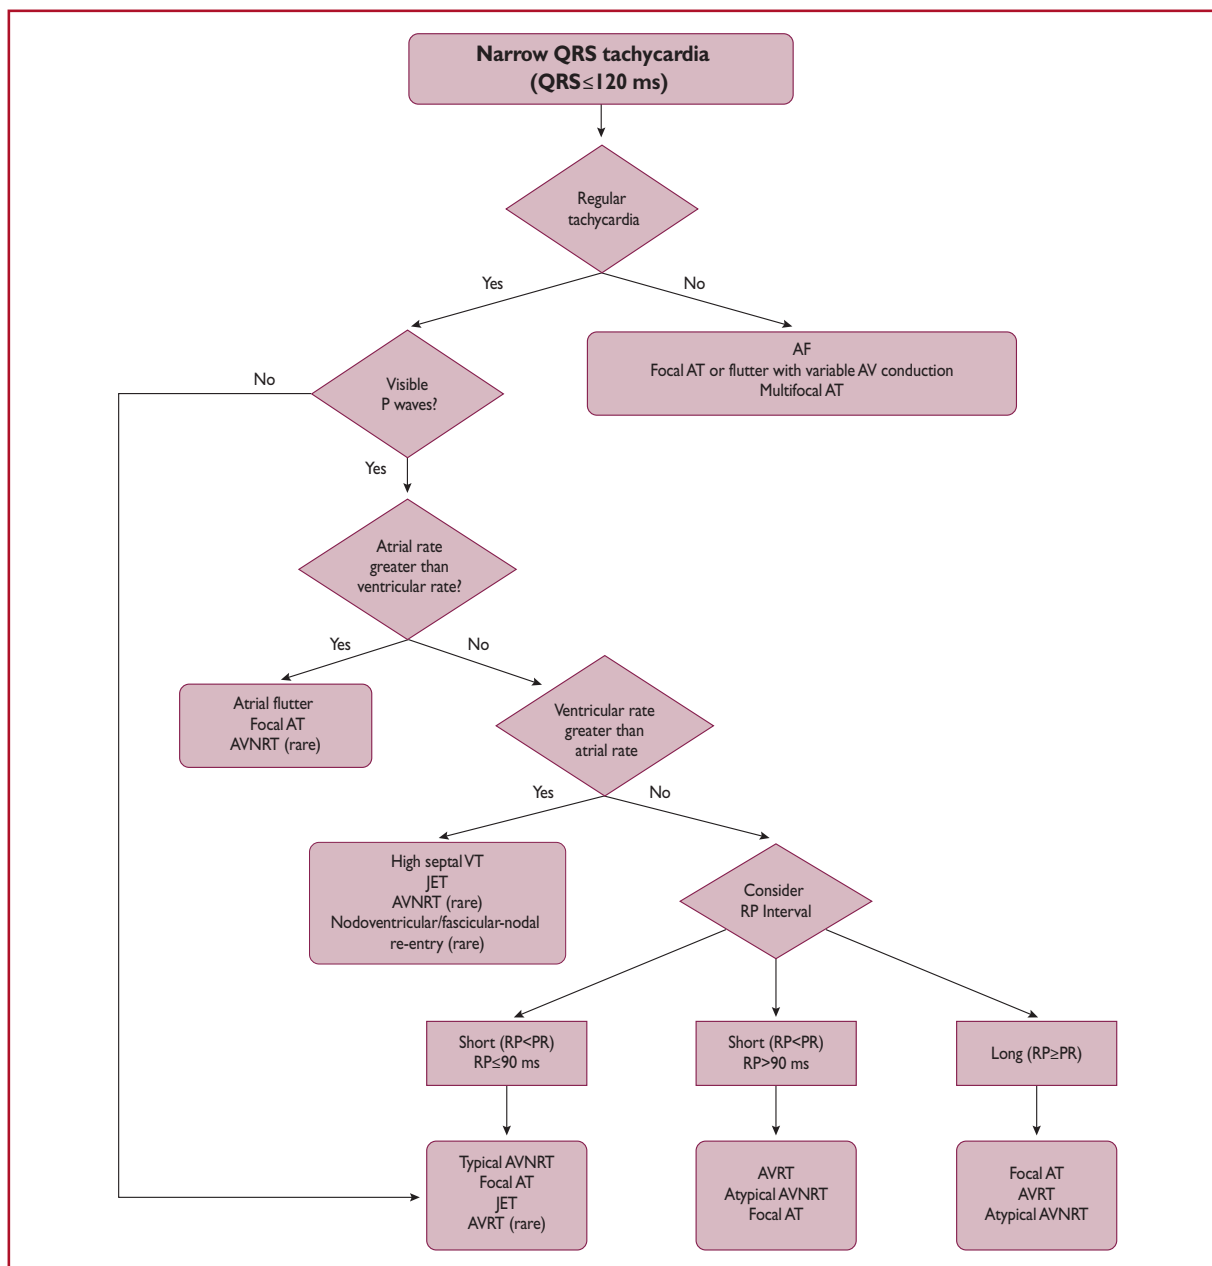 Narrow QRS tachycardia
(QRS≤120 ms)
Regular
tachycardia
Yes
No
AF
Focal AT or flutter with variable AV conduction
Multifocal AT
No
Visible
P waves?
Yes
Atrial rate
greater than
ventricular rate?
Yes
No
Atrial flutter
Focal AT
AVNRT (rare)
Ventricular rate
greater than
atrial rate
Yes
No
High septal VT
JET
AVNRT (rare)
Nodoventricular/fascicular-nodal
re-entry (rare)
Consider
RP Interval
Short (RP<PR)
RP≤90 ms
Short (RP<PR)
RP>90 ms
Long (RP≥PR)
Typical AVNRT
Focal AT
JET
AVRT (rare)
AVRT
Atypical AVNRT
Focal AT
Focal AT
AVRT
Atypical AVNRT